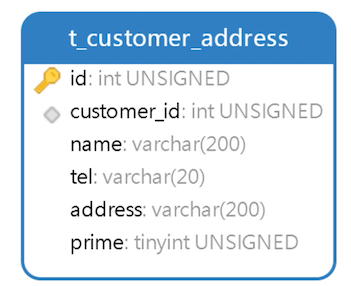 t_customer_address
id: int UNSIGNED
customer_id: int UNSIGNED
name: varchar(200)
tel: varchar(20)
address: varchar(200)
prime: tinyint UNSIGNED